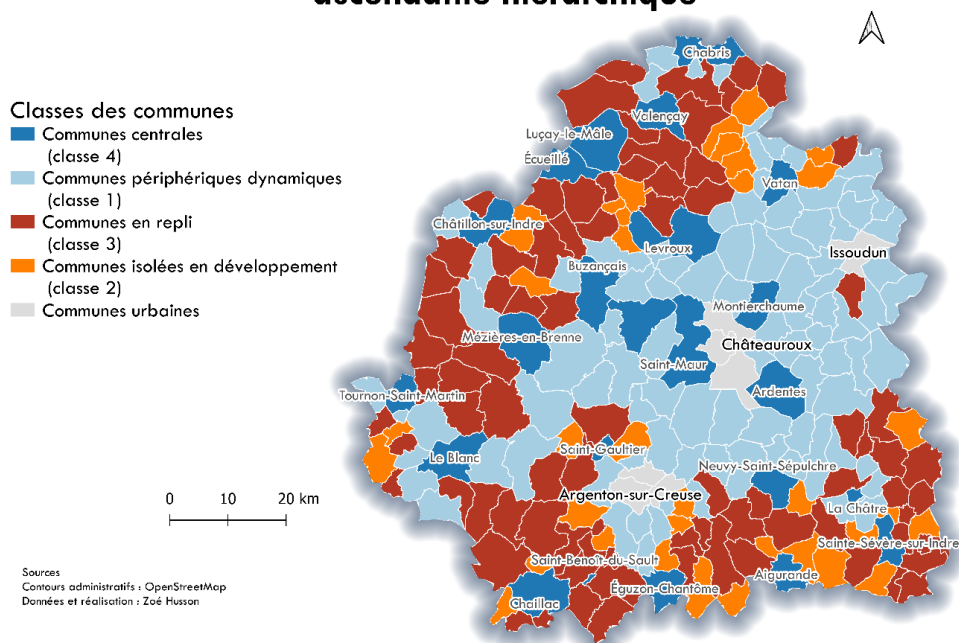 ascendante hiérarchique
Chabris
Classes des communes
Communes centrales
(classe 4)
Valençay
Luçay-le-Mâle
Écueillé
Communes périphériques dynamiques
(classe 1)
Vatan
Communes en repli
(classe 3)
Châtillon-sur-Indre
Levroux
Issoudun
Communes isolées en développement
(classe 2)
Buzançais
Communes urbaines
Montierchaume
Mézières-en-Brenne
Châteauroux
Saint-Maur
Tournon-Saint-Martin
Ardentes
Saint-Gaultier
Le Blanc
Neuvy-Saint-Sépulchre
0 10 20 km
Argenton-sur-Creuse
La Châtre
Sainte-Sévère-sur-Indre
Saint-Benoît-du-Sault
Sources
Aigurande
Contours administratifs : OpenStreetMap
Éguzon-Chantôme
Données et réalisation : Zoé Husson
Chaillac